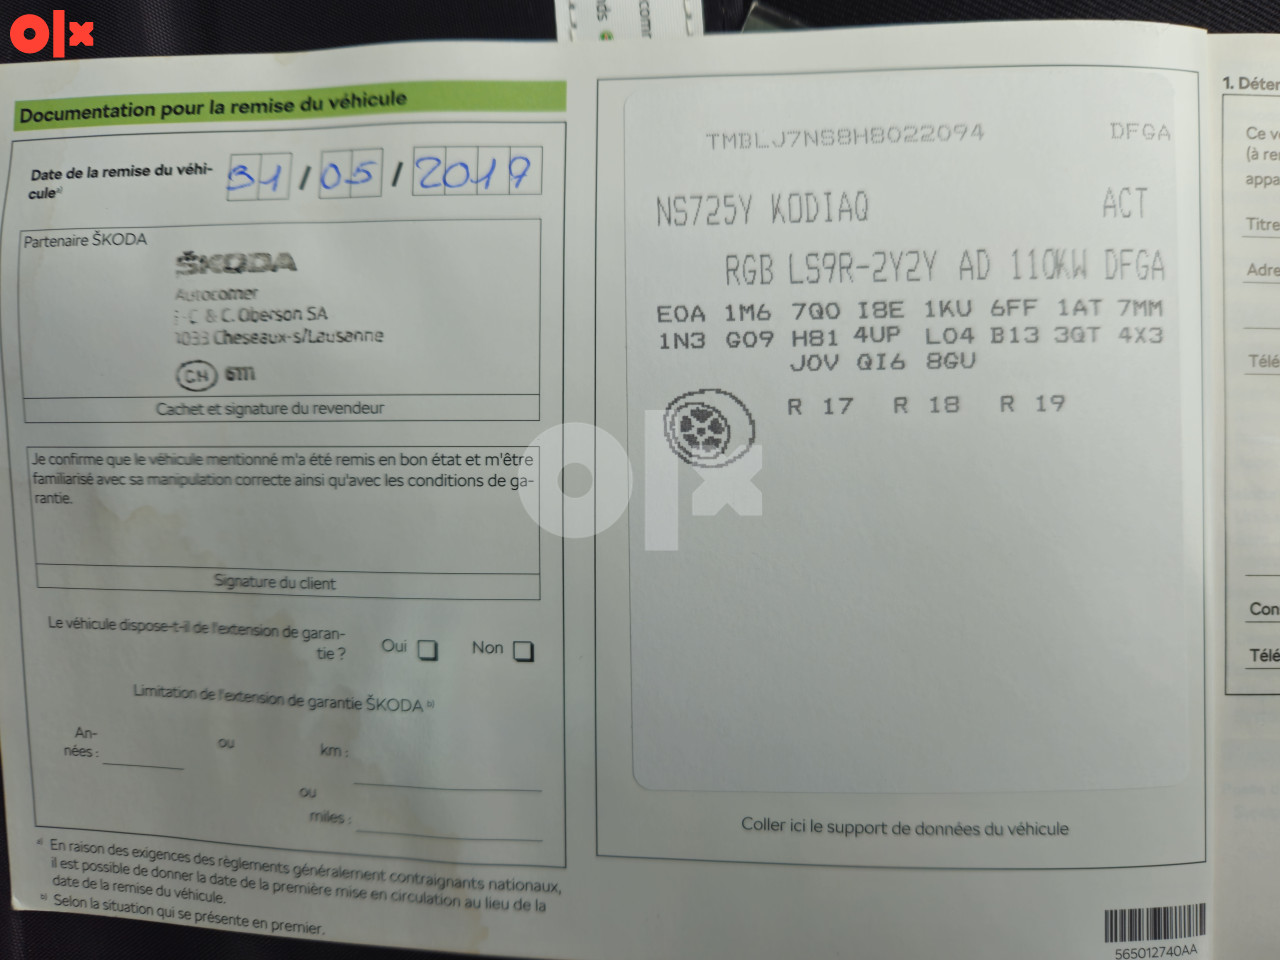 olx
Documentation pour la remise du véhicule
Date de la remise du véhi-
cule a)
31/05/2019
Partenaire ŠKODA
ŠKODA
Autocorner
J-C & C. Oberson SA
1033 Cheseaux-s/Lausanne
CH
Cachet et signature du revendeur
Je confirme que le véhicule mentionné m'a été remis en bon état et m'être
familiarisé avec sa manipulation correcte ainsi qu'avec les conditions de ga-
rantie.
Signature du client
Le véhicule dispose-t-il de l'extension de garan-
tie ?
Oui
Non
Limitation de l'extension de garantie ŠKODA b)
An-
nées :
ou
km :
ou
miles :
a) En raison des exigences des règlements généralement contraignants nationaux,
il est possible de donner la date de la première mise en circulation au lieu de la
date de la remise du véhicule.
b) Selon la situation qui se présente en premier.
TMBLJ7NS8H8022094 DFGA
NS725Y KODIAQ ACT
RGB LS9R-2Y2Y AD 110KW DFGA
E0A 1M6 7Q0 I8E 1KU 6FF 1AT 7MM
1N3 G09 H81 4UP L04 B13 3QT 4X3
J0V QI6 8GU
R 17 R 18 R 19
olx
Coller ici le support de données du véhicule
565012740AA
1. Déter
Ce v
(à re
appa
Titre
Adre
Télé
Con
Télé